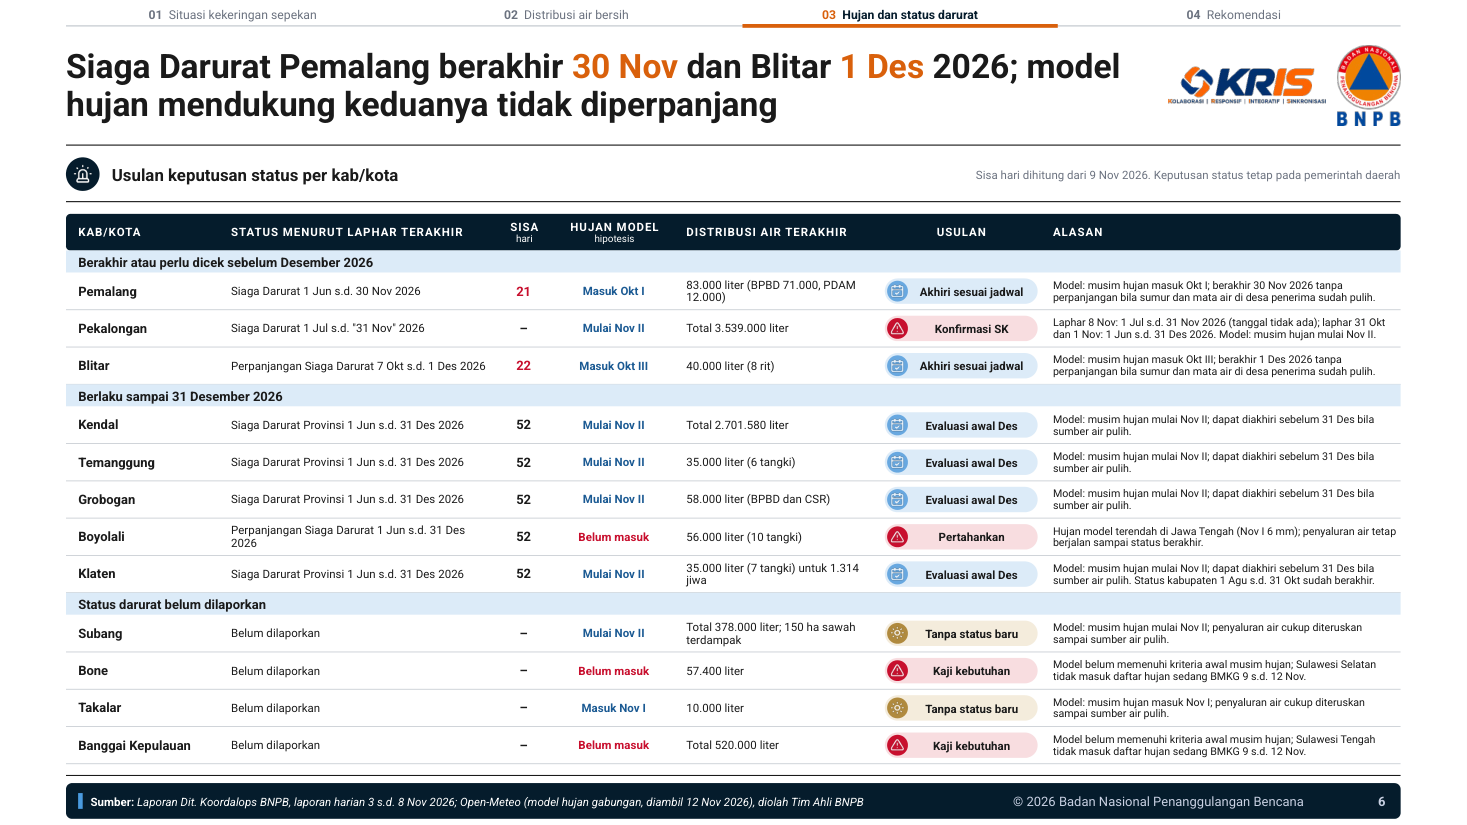 01 Situasi kekeringan sepekan
02 Distribusi air bersih
03 Hujan dan status darurat
04 Rekomendasi
Siaga Darurat Pemalang berakhir 30 Nov dan Blitar 1 Des 2026; model
hujan mendukung keduanya tidak diperpanjang
KRIS
KOLABORASI | RESPONSIF | INTEGRATIF | SINKRONISASI
BADAN NASIONAL
PENANGGULANGAN BENCANA
BNPB
Usulan keputusan status per kab/kota
Sisa hari dihitung dari 9 Nov 2026. Keputusan status tetap pada pemerintah daerah
KAB/KOTA STATUS MENURUT LAPHAR TERAKHIR SISA hari HUJAN MODEL hipotesis DISTRIBUSI AIR TERAKHIR USULAN ALASAN
Berakhir atau perlu dicek sebelum Desember 2026
Pemalang
Siaga Darurat 1 Jun s.d. 30 Nov 2026
21
Masuk Okt I
83.000 liter (BPBD 71.000, PDAM
12.000)
Akhiri sesuai jadwal
Model: musim hujan masuk Okt I; berakhir 30 Nov 2026 tanpa
perpanjangan bila sumur dan mata air di desa penerima sudah pulih.
Pekalongan
Siaga Darurat 1 Jul s.d. "31 Nov" 2026
–
Mulai Nov II
Total 3.539.000 liter
Konfirmasi SK
Laphar 8 Nov: 1 Jul s.d. 31 Nov 2026 (tanggal tidak ada); laphar 31 Okt
dan 1 Nov: 1 Jun s.d. 31 Des 2026. Model: musim hujan mulai Nov II.
Blitar
Perpanjangan Siaga Darurat 7 Okt s.d. 1 Des 2026
22
Masuk Okt III
40.000 liter (8 rit)
Akhiri sesuai jadwal
Model: musim hujan masuk Okt III; berakhir 1 Des 2026 tanpa
perpanjangan bila sumur dan mata air di desa penerima sudah pulih.
Berlaku sampai 31 Desember 2026
Kendal
Siaga Darurat Provinsi 1 Jun s.d. 31 Des 2026
52
Mulai Nov II
Total 2.701.580 liter
Evaluasi awal Des
Model: musim hujan mulai Nov II; dapat diakhiri sebelum 31 Des bila
sumber air pulih.
Temanggung
Siaga Darurat Provinsi 1 Jun s.d. 31 Des 2026
52
Mulai Nov II
35.000 liter (6 tangki)
Evaluasi awal Des
Model: musim hujan mulai Nov II; dapat diakhiri sebelum 31 Des bila
sumber air pulih.
Grobogan
Siaga Darurat Provinsi 1 Jun s.d. 31 Des 2026
52
Mulai Nov II
58.000 liter (BPBD dan CSR)
Evaluasi awal Des
Model: musim hujan mulai Nov II; dapat diakhiri sebelum 31 Des bila
sumber air pulih.
Boyolali
Perpanjangan Siaga Darurat 1 Jun s.d. 31 Des
2026
52
Belum masuk
56.000 liter (10 tangki)
Pertahankan
Hujan model terendah di Jawa Tengah (Nov I 6 mm); penyaluran air tetap
berjalan sampai status berakhir.
Klaten
Siaga Darurat Provinsi 1 Jun s.d. 31 Des 2026
52
Mulai Nov II
35.000 liter (7 tangki) untuk 1.314
jiwa
Evaluasi awal Des
Model: musim hujan mulai Nov II; dapat diakhiri sebelum 31 Des bila
sumber air pulih. Status kabupaten 1 Agu s.d. 31 Okt sudah berakhir.
Status darurat belum dilaporkan
Subang
Belum dilaporkan
–
Mulai Nov II
Total 378.000 liter; 150 ha sawah
terdampak
Tanpa status baru
Model: musim hujan mulai Nov II; penyaluran air cukup diteruskan
sampai sumber air pulih.
Bone
Belum dilaporkan
–
Belum masuk
57.400 liter
Kaji kebutuhan
Model belum memenuhi kriteria awal musim hujan; Sulawesi Selatan
tidak masuk daftar hujan sedang BMKG 9 s.d. 12 Nov.
Takalar
Belum dilaporkan
–
Masuk Nov I
10.000 liter
Tanpa status baru
Model: musim hujan masuk Nov I; penyaluran air cukup diteruskan
sampai sumber air pulih.
Banggai Kepulauan
Belum dilaporkan
–
Belum masuk
Total 520.000 liter
Kaji kebutuhan
Model belum memenuhi kriteria awal musim hujan; Sulawesi Tengah
tidak masuk daftar hujan sedang BMKG 9 s.d. 12 Nov.
Sumber: Laporan Dit. Koordalops BNPB, laporan harian 3 s.d. 8 Nov 2026; Open-Meteo (model hujan gabungan, diambil 12 Nov 2026), diolah Tim Ahli BNPB
© 2026 Badan Nasional Penanggulangan Bencana
6